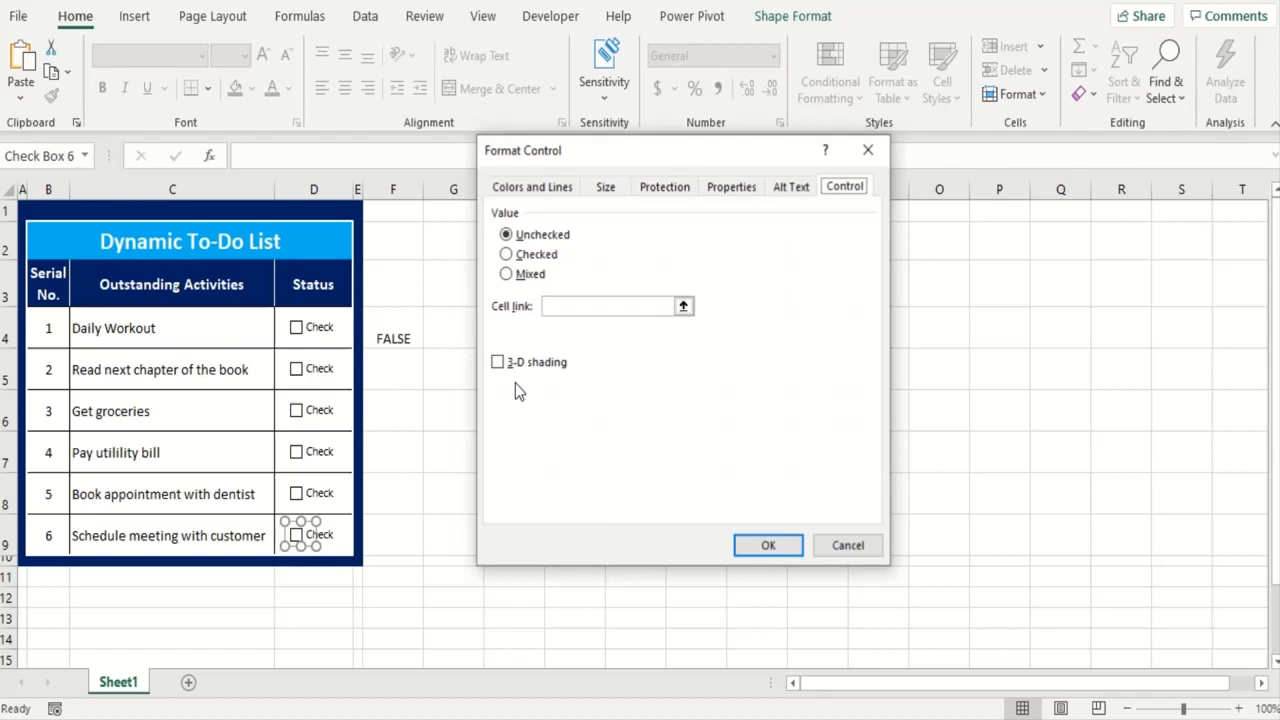 File Home Insert Page Layout Formulas Data Review View Developer Help Power Pivot Shape Format Share Comments
Paste Wrap Text Merge & Center Sensitivity General Conditional Formatting Format as Table Cell Styles Insert Delete Format Sort & Filter Find & Select Analyze Data
Clipboard Font Alignment Sensitivity Number Styles Cells Editing Analysis
Check Box 6 fx
A B C D E F G O P Q R S T
1
2 Dynamic To-Do List
3 Serial No. Outstanding Activities Status
4 1 Daily Workout Check FALSE
5 2 Read next chapter of the book Check
6 3 Get groceries Check
7 4 Pay utilility bill Check
8 5 Book appointment with dentist Check
9 6 Schedule meeting with customer Check
10
11
12
13
14
15
Format Control ?
Colors and Lines Size Protection Properties Alt Text Control
Value
Unchecked
Checked
Mixed
Cell link:
3-D shading
OK Cancel
Sheet1
Ready 100%